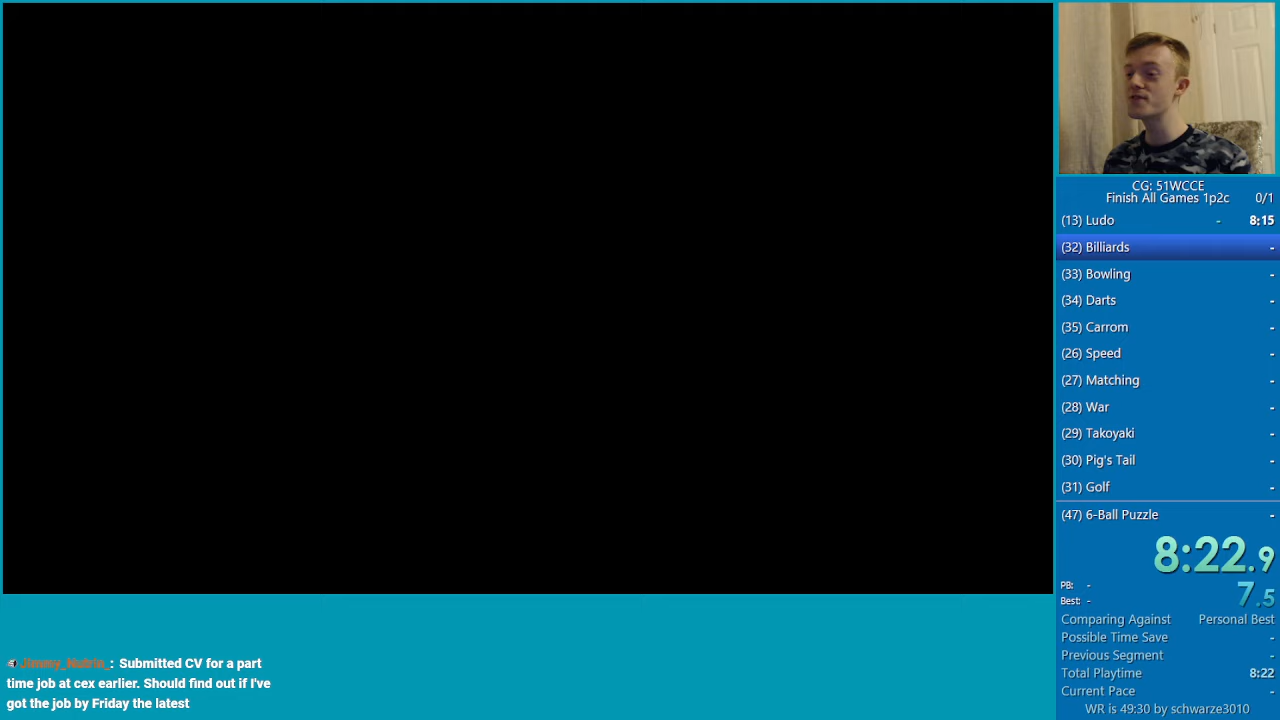 CG: 51WCCE
Finish All Games 1p2c 0/1
(13) Ludo - 8:15
(32) Billiards -
(33) Bowling -
(34) Darts -
(35) Carrom -
(26) Speed -
(27) Matching -
(28) War -
(29) Takoyaki -
(30) Pig's Tail -
(31) Golf -
(47) 6-Ball Puzzle -
8:22.9
PB: -
7.5
Best: -
Comparing Against Personal Best
Possible Time Save -
Previous Segment -
Total Playtime 8:22
Current Pace -
WR is 49:30 by schwarze3010
Jimmy_Nutrin_: Submitted CV for a part
time job at cex earlier. Should find out if I've
got the job by Friday the latest